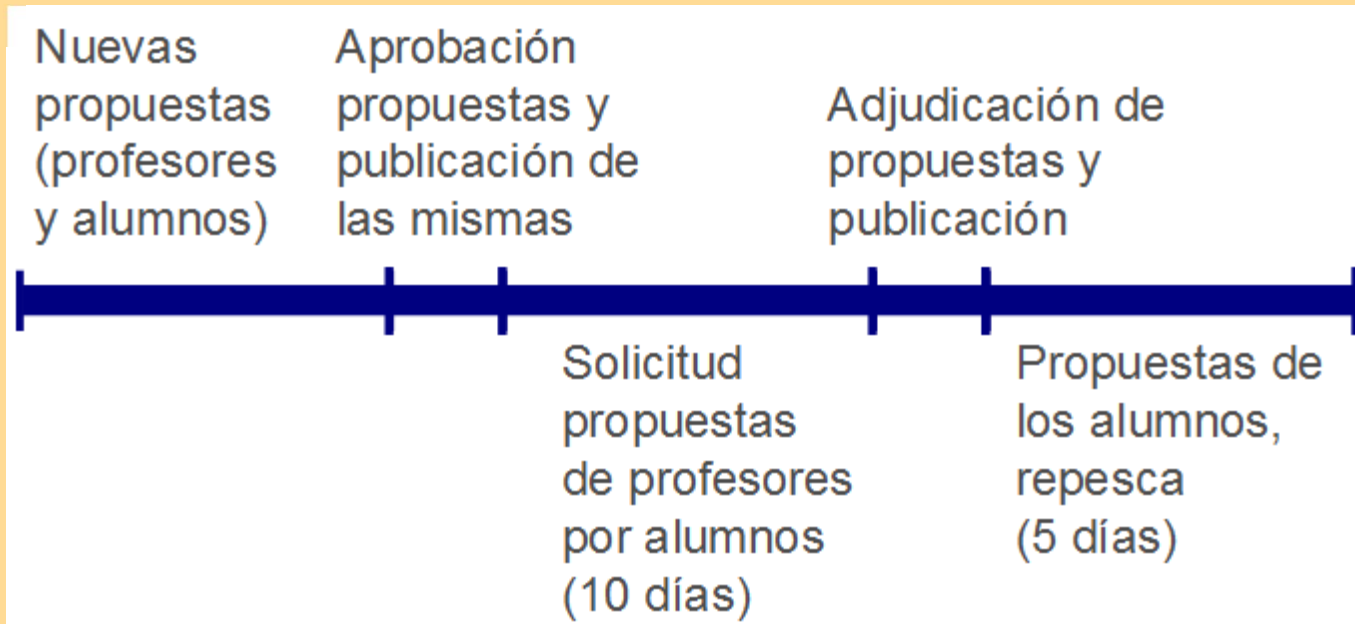 Nuevas
propuestas
(profesores
y alumnos)
Aprobación
propuestas y
publicación de
las mismas
Adjudicación de
propuestas y
publicación
Solicitud
propuestas
de profesores
por alumnos
(10 días)
Propuestas de
los alumnos,
repesca
(5 días)